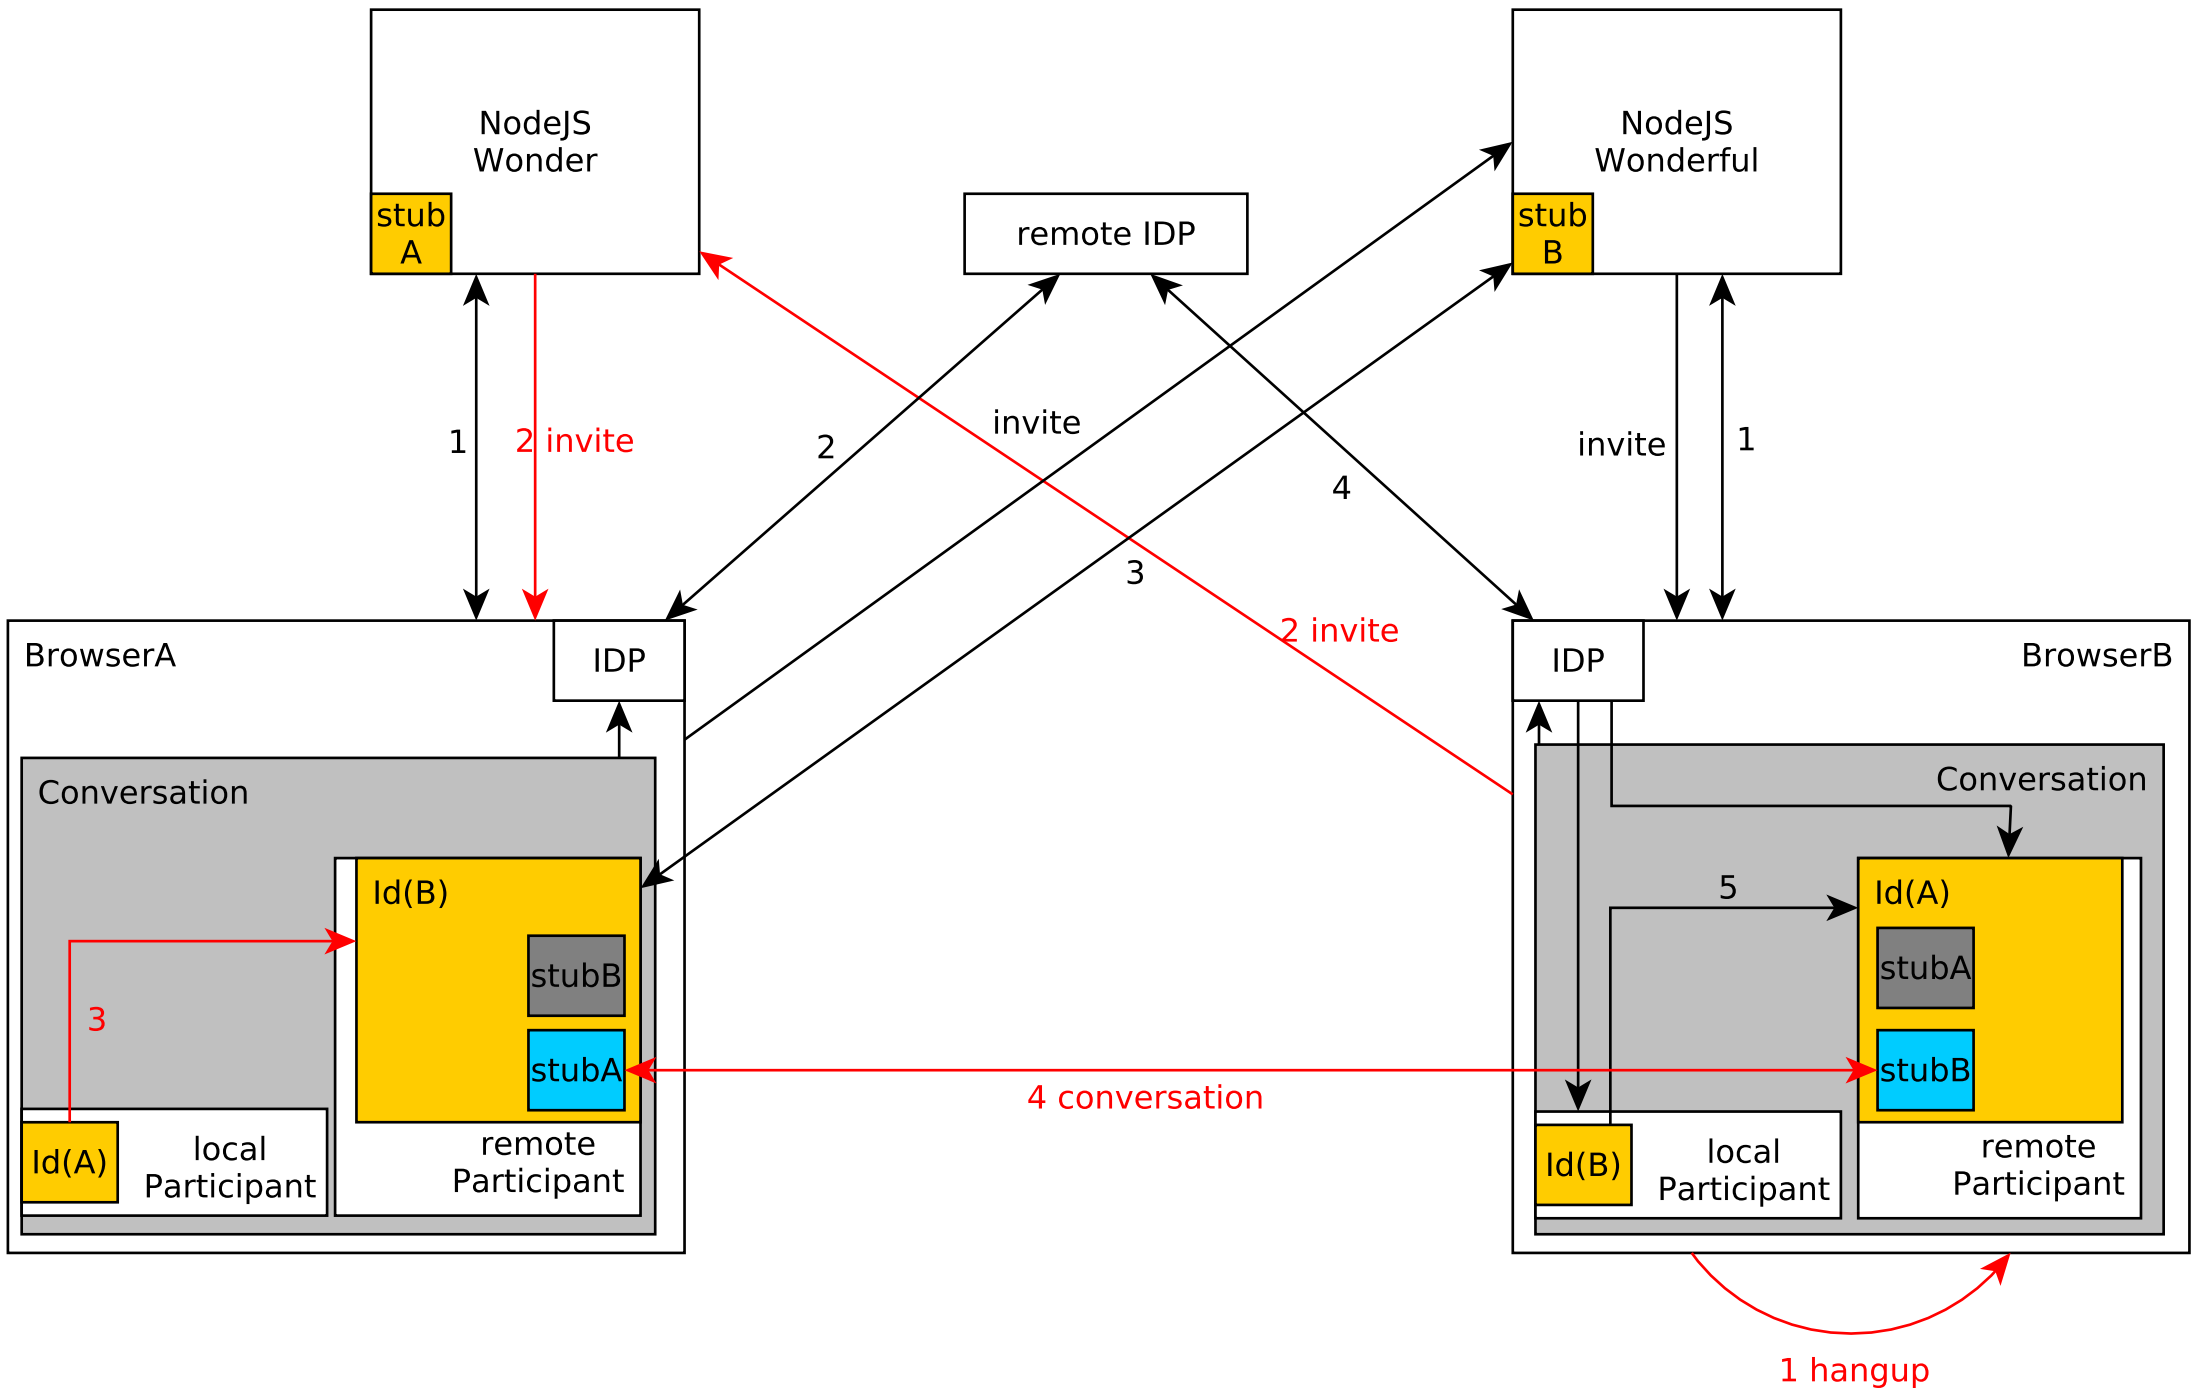 NodeJS
Wonder
stub
A
NodeJS
Wonderful
stub
B
remote IDP
1
2 invite
2
invite
4
3
2 invite
invite
1
BrowserA
IDP
Conversation
Id(B)
stubB
stubA
3
Id(A)
local
Participant
remote
Participant
4 conversation
IDP
BrowserB
Conversation
5
Id(A)
stubA
stubB
Id(B)
local
Participant
remote
Participant
1 hangup